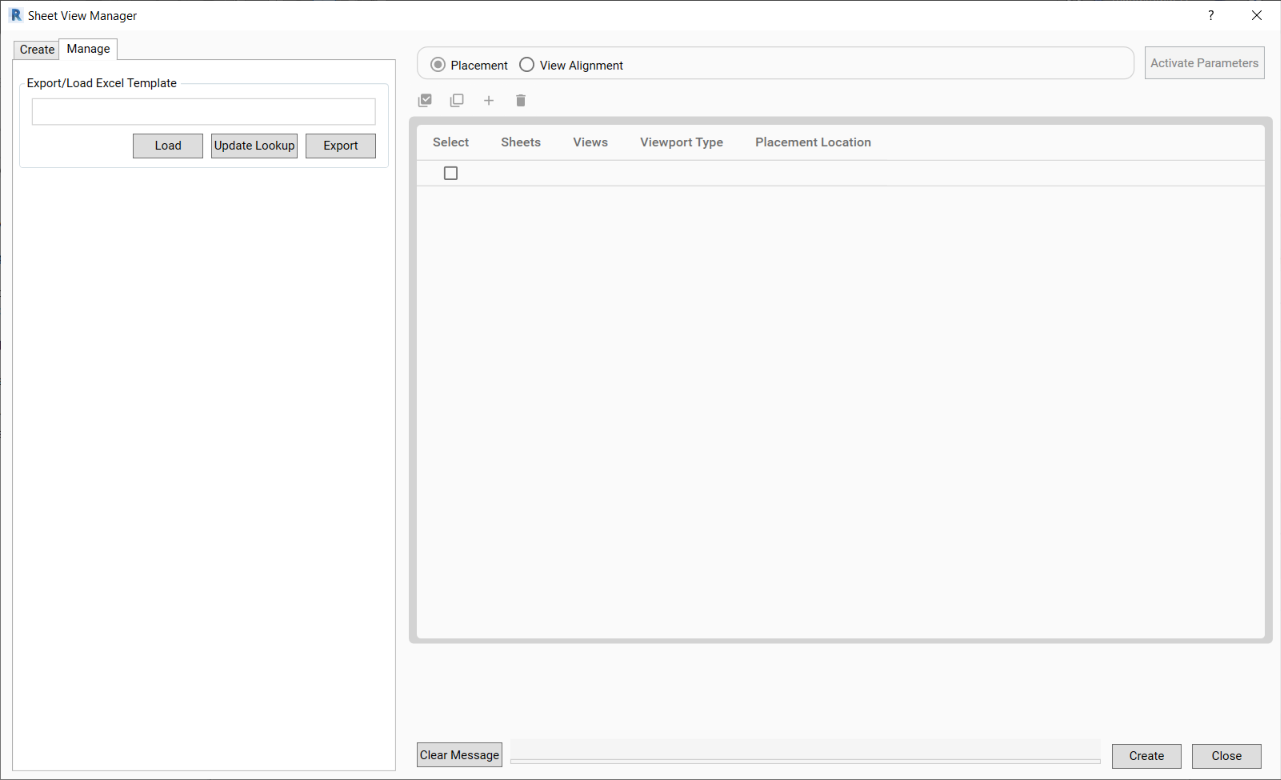 R Sheet View Manager ?
Create Manage
Export/Load Excel Template
Load Update Lookup Export
Placement View Alignment
Activate Parameters
Select Sheets Views Viewport Type Placement Location
Clear Message
Create Close